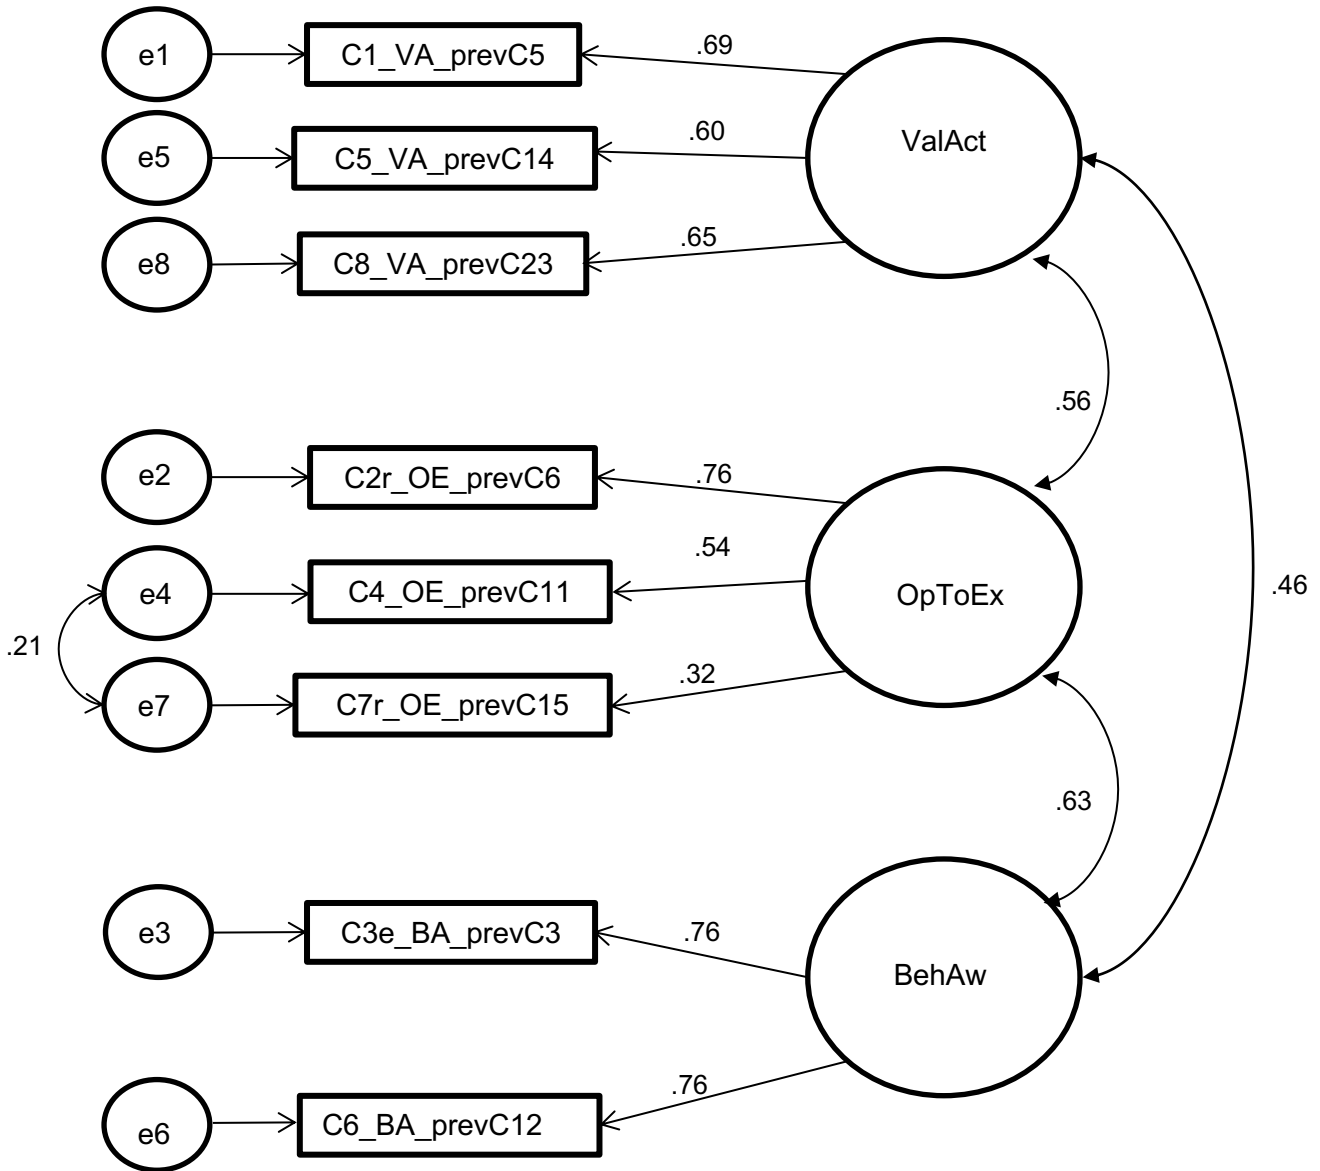 e1
C1_VA_prevC5
.69
ValAct
e5
C5_VA_prevC14
.60
e8
C8_VA_prevC23
.65
.56
e2
C2r_OE_prevC6
.76
e4
C4_OE_prevC11
.54
OpToEx
.46
.21
e7
C7r_OE_prevC15
.32
.63
e3
C3e_BA_prevC3
.76
BehAw
e6
C6_BA_prevC12
.76